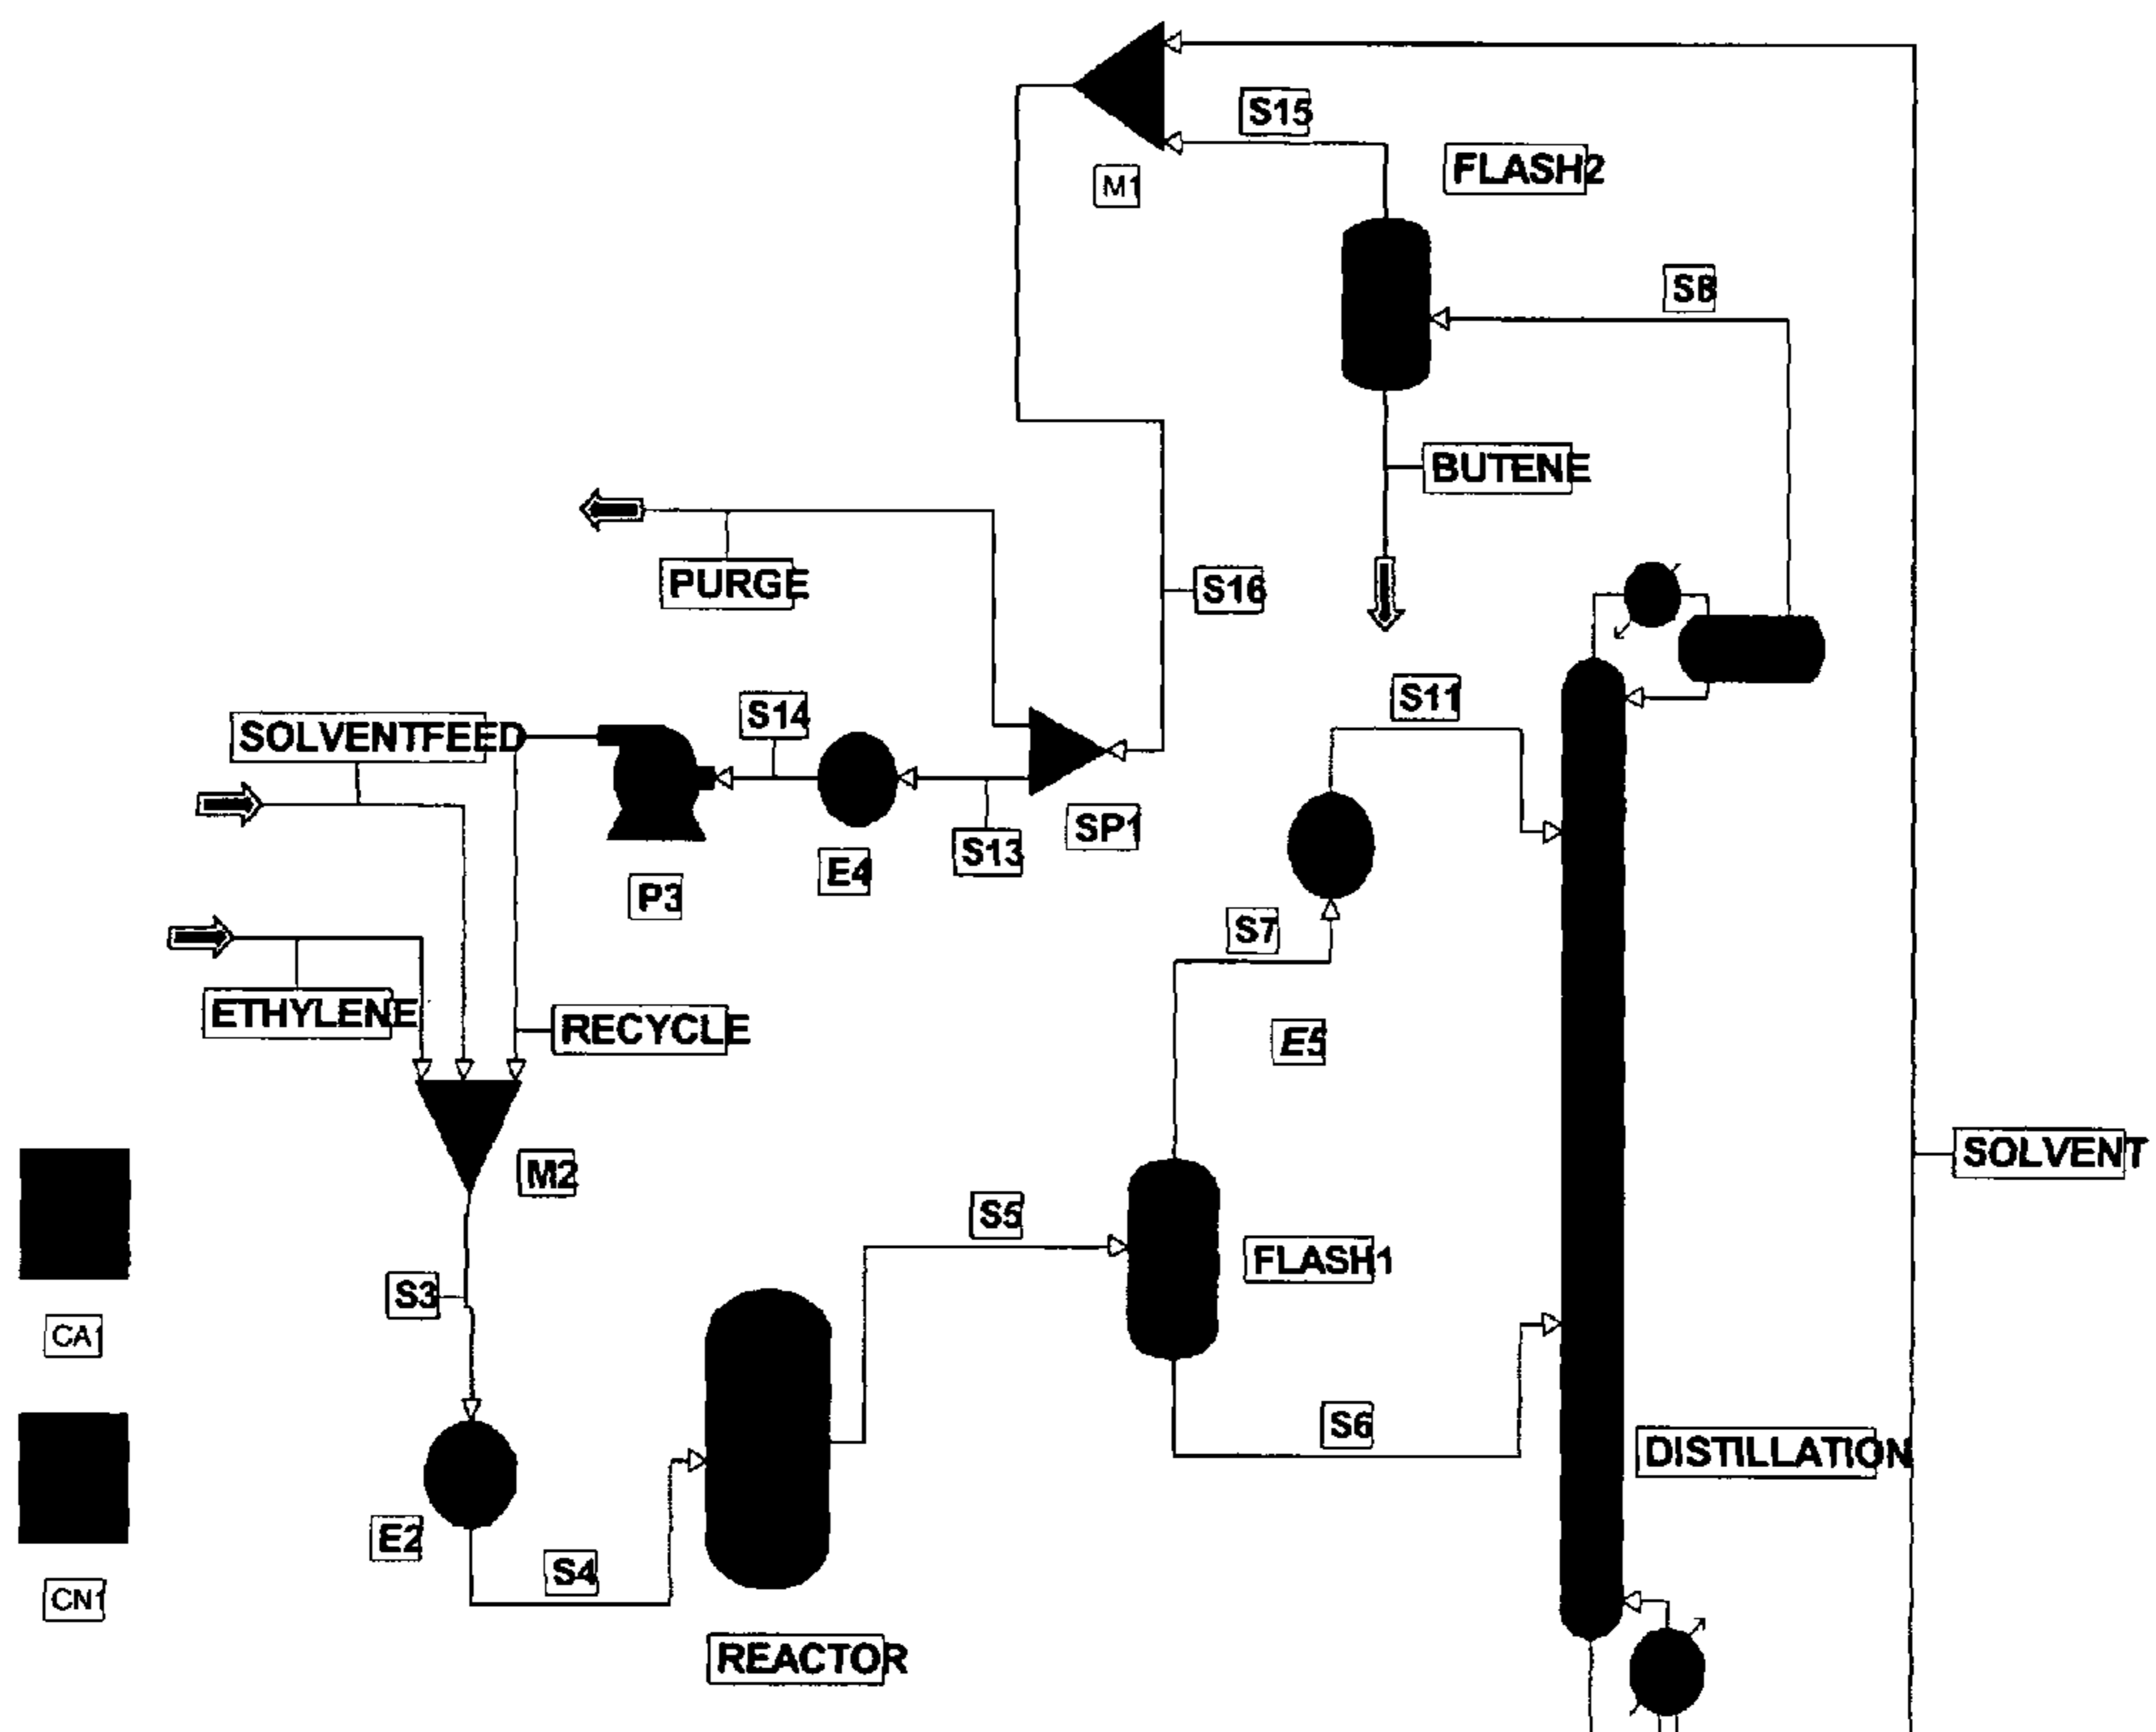 S15
M1
FLASH2
S8
BUTENE
PURGE
S16
S11
SOLVENTFEED
S14
SP1
S13
E4
P3
S7
ETHYLENE
RECYCLE
E5
SOLVENT
M2
S5
FLASH1
S3
CA1
S6
DISTILLATION
E2
S4
CN1
REACTOR